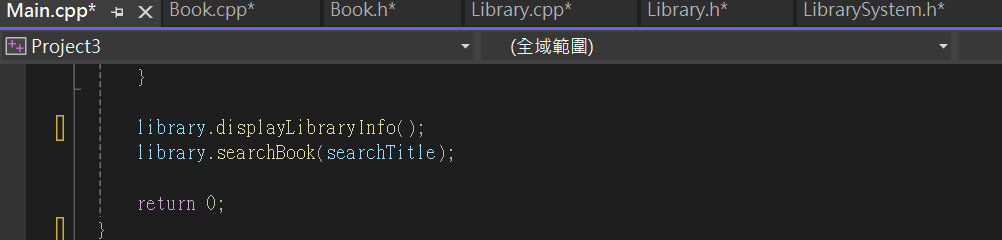 Main.cpp* Book.cpp* Book.h* Library.cpp* Library.h* LibrarySystem.h*
Project3 (全域範圍)
}
library.displayLibraryInfo();
library.searchBook(searchTitle);
return 0;
}